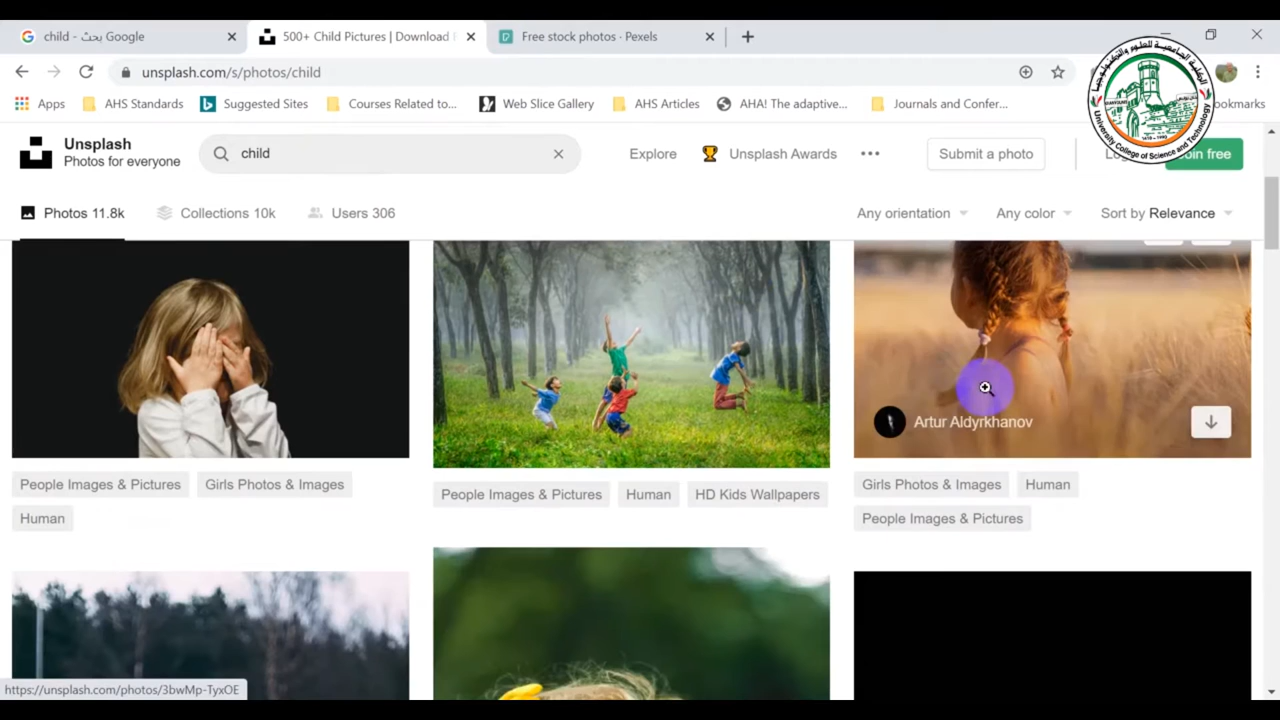 child - بحث Google
500+ Child Pictures | Download
Free stock photos · Pexels
unsplash.com/s/photos/child
Apps
AHS Standards
Suggested Sites
Courses Related to...
Web Slice Gallery
AHS Articles
AHA! The adaptive...
Journals and Confer...
ookmarks
الكلية الجامعية للعلوم والتكنولوجيا
University College of Science and Technology
Unsplash
Photos for everyone
child
Explore
Unsplash Awards
Submit a photo
Join free
Photos 11.8k
Collections 10k
Users 306
Any orientation
Any color
Sort by Relevance
Artur Aldyrkhanov
People Images & Pictures
Girls Photos & Images
Human
People Images & Pictures
Human
HD Kids Wallpapers
Girls Photos & Images
Human
People Images & Pictures
https://unsplash.com/photos/3bwMp-TyxOE